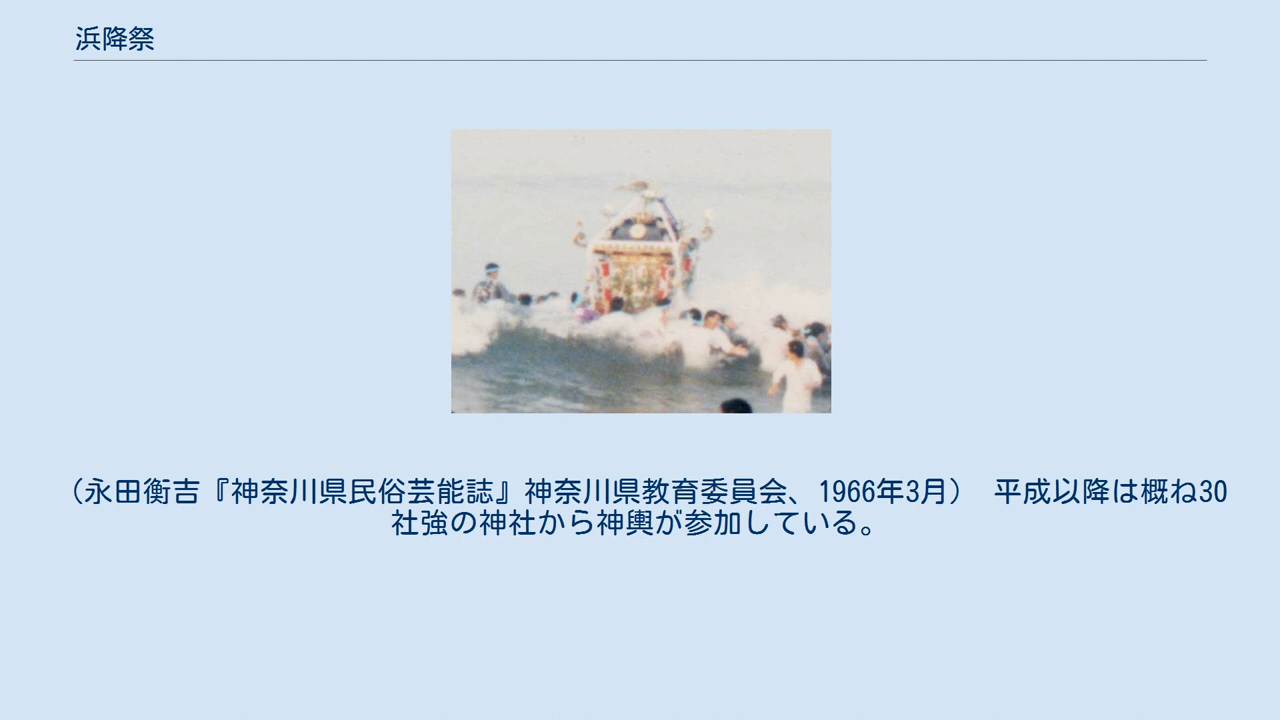 浜降祭
（永田衡吉『神奈川県民俗芸能誌』神奈川県教育委員会、1966年3月）　平成以降は概ね30
社強の神社から神輿が参加している。